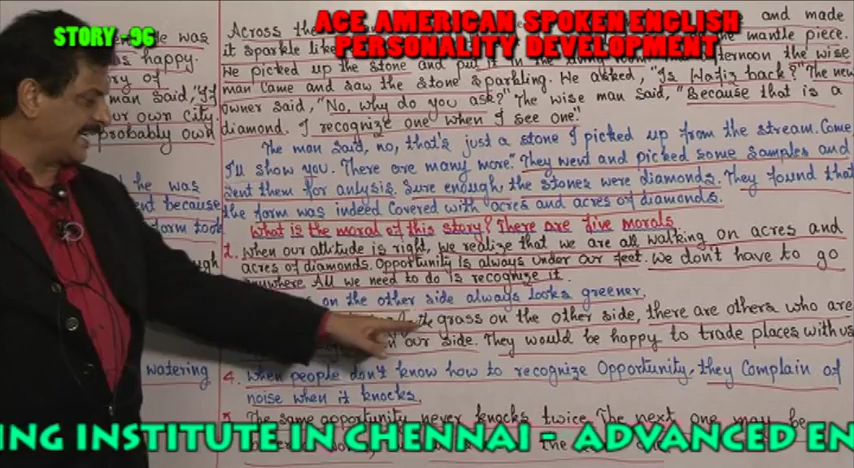 STORY -96
ACE AMERICAN SPOKEN ENGLISH
PERSONALITY DEVELOPMENT
was
happy.
ry of
man said, "If
our own City.
probably own
he was
ent because
farm took
ugh
watering
Across the and made
it sparkle like the mantle piece.
He picked up the stone and put it in the afternoon the wise
man came and saw the stone sparkling. He asked, "Is Hafiz back?" The new
owner said, "No, why do you ask?" The wise man said, "Because that is a
diamond. I recognize one when I see one."
The man said, no, that's just a stone I picked up from the stream. Come
I'll show you. There are many more." They went and picked some samples and
sent them for anlysis. Sure enough, the stones were diamonds. They found that
the farm was indeed Covered with acres and acres of diamonds.
What is the moral of this story? There are five morals
1. When our attitude is right, we realize that we are all walking on acres and
acres of diamonds. Opportunity is always under our feet. We don't have to go
anywhere. All we need to do is recognize it.
on the other side always looks greener.
the grass on the other side, there are others who are
on our side. They would be happy to trade places with us
4. When people don't know how to recognize Opportunity, they Complain of
noise when it knocks.
5. The same opportunity never knocks twice. The next one may be
NG INSTITUTE IN CHENNAI - ADVANCED EN